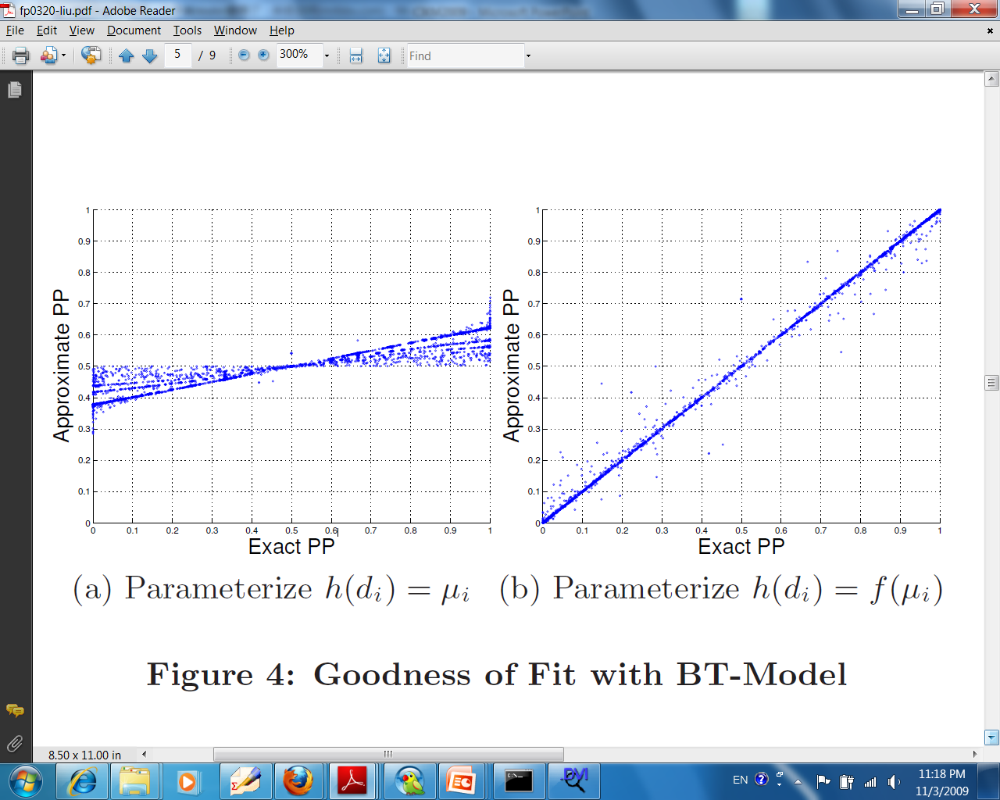 fp0320-liu.pdf - Adobe Reader
File Edit View Document Tools Window Help
5 / 9 300% Find
1 0.9 0.8 0.7 0.6 0.5 0.4 0.3 0.2 0.1 0
Approximate PP
0 0.1 0.2 0.3 0.4 0.5 0.6 0.7 0.8 0.9 1
Exact PP
(a) Parameterize h(dᵢ) = μᵢ
1 0.9 0.8 0.7 0.6 0.5 0.4 0.3 0.2 0.1 0
Approximate PP
0 0.1 0.2 0.3 0.4 0.5 0.6 0.7 0.8 0.9 1
Exact PP
(b) Parameterize h(dᵢ) = f(μᵢ)
Figure 4: Goodness of Fit with BT-Model
8.50 x 11.00 in
DVI
EN
11:18 PM
11/3/2009